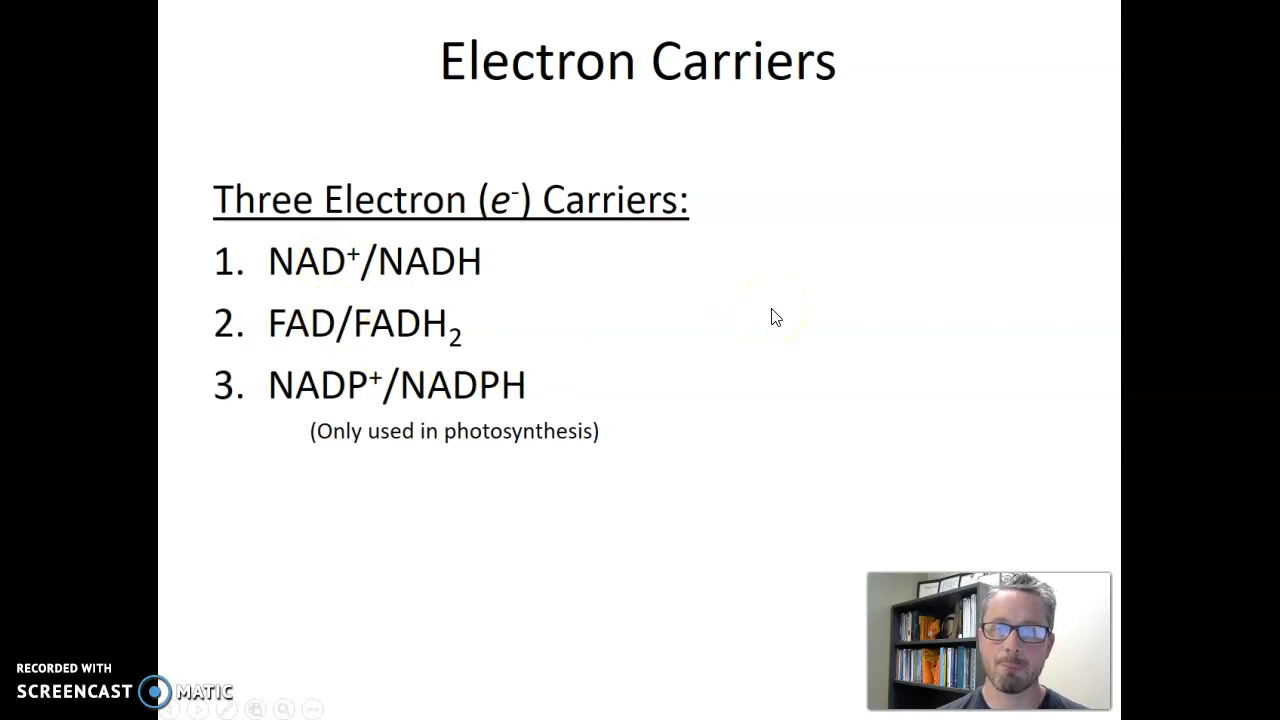 Electron Carriers
Three Electron (e⁻) Carriers:
1. NAD⁺/NADH
2. FAD/FADH₂
3. NADP⁺/NADPH
(Only used in photosynthesis)
RECORDED WITH
SCREENCAST MATIC